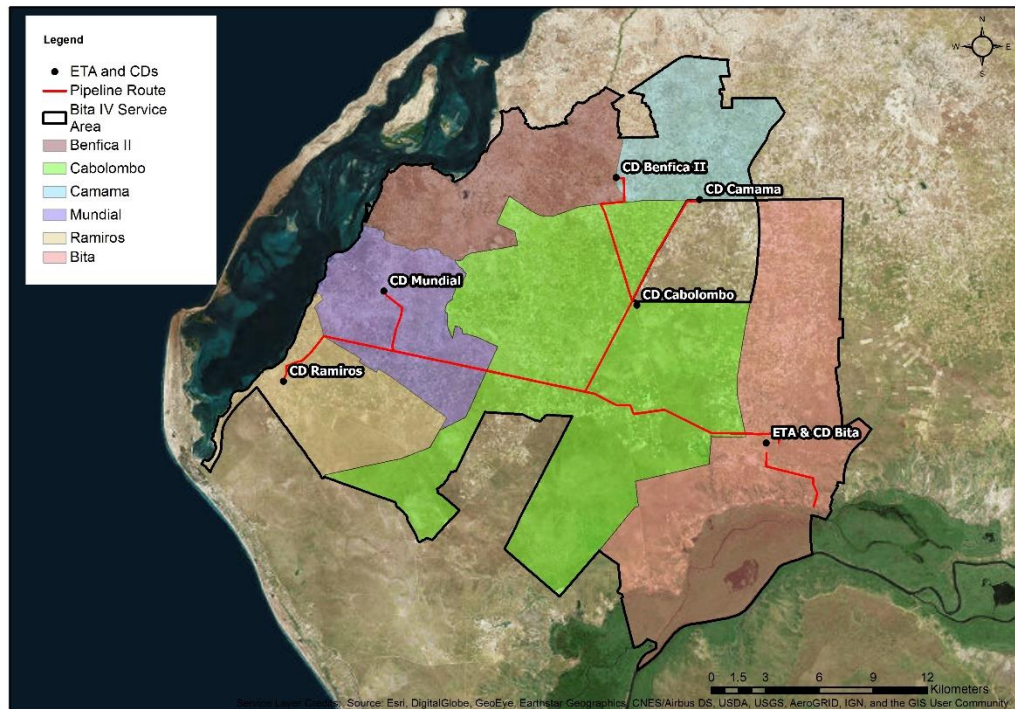 Legend
ETA and CDs
Pipeline Route
Bita IV Service
Area
Benfica II
Cabolombo
Camama
Mundial
Ramiros
Bita
N
W E
S
CD Benfica II
CD Camama
CD Mundial
CD Cabolombo
CD Ramiros
ETA & CD Bita
0 1.5 3 6 9 12
Kilometers
Service Layer Credits: Source: Esri, DigitalGlobe, GeoEye, Earthstar Geographics, CNES/Airbus DS, USDA, USGS, AeroGRID, IGN, and the GIS User Community